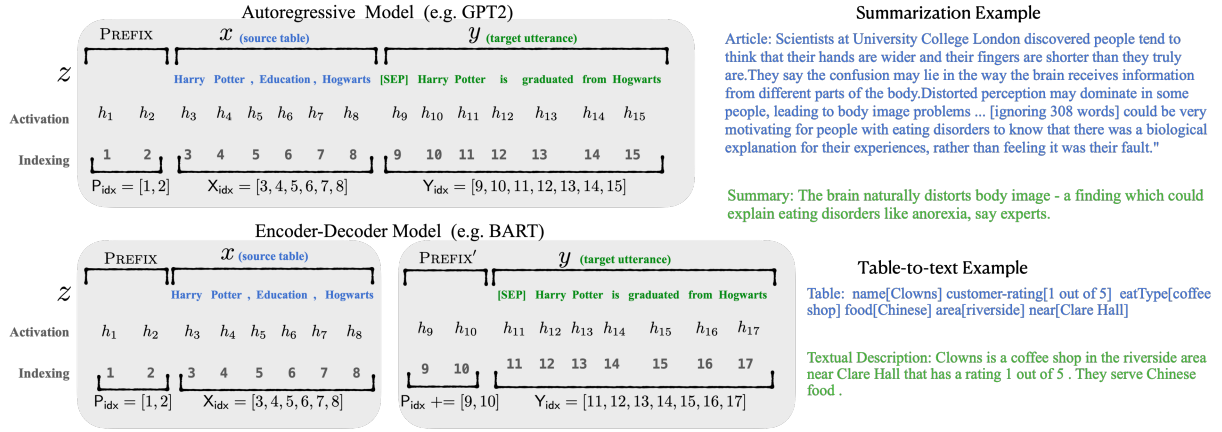 Autoregressive Model (e.g. GPT2)
PREFIX x (source table) y (target utterance)
z Harry Potter , Education , Hogwarts [SEP] Harry Potter is graduated from Hogwarts
Activation h1 h2 h3 h4 h5 h6 h7 h8 h9 h10 h11 h12 h13 h14 h15
Indexing 1 2 3 4 5 6 7 8 9 10 11 12 13 14 15
Pidx = [1, 2] Xidx = [3, 4, 5, 6, 7, 8] Yidx = [9, 10, 11, 12, 13, 14, 15]
Encoder-Decoder Model (e.g. BART)
PREFIX x (source table) PREFIX′ y (target utterance)
z Harry Potter , Education , Hogwarts [SEP] Harry Potter is graduated from Hogwarts
Activation h1 h2 h3 h4 h5 h6 h7 h8 h9 h10 h11 h12 h13 h14 h15 h16 h17
Indexing 1 2 3 4 5 6 7 8 9 10 11 12 13 14 15 16 17
Pidx = [1, 2] Xidx = [3, 4, 5, 6, 7, 8] Pidx += [9, 10] Yidx = [11, 12, 13, 14, 15, 16, 17]
Summarization Example
Article: Scientists at University College London discovered people tend to
think that their hands are wider and their fingers are shorter than they truly
are.They say the confusion may lie in the way the brain receives information
from different parts of the body.Distorted perception may dominate in some
people, leading to body image problems ... [ignoring 308 words] could be very
motivating for people with eating disorders to know that there was a biological
explanation for their experiences, rather than feeling it was their fault."
Summary: The brain naturally distorts body image - a finding which could
explain eating disorders like anorexia, say experts.
Table-to-text Example
Table: name[Clowns] customer-rating[1 out of 5] eatType[coffee
shop] food[Chinese] area[riverside] near[Clare Hall]
Textual Description: Clowns is a coffee shop in the riverside area
near Clare Hall that has a rating 1 out of 5 . They serve Chinese
food .